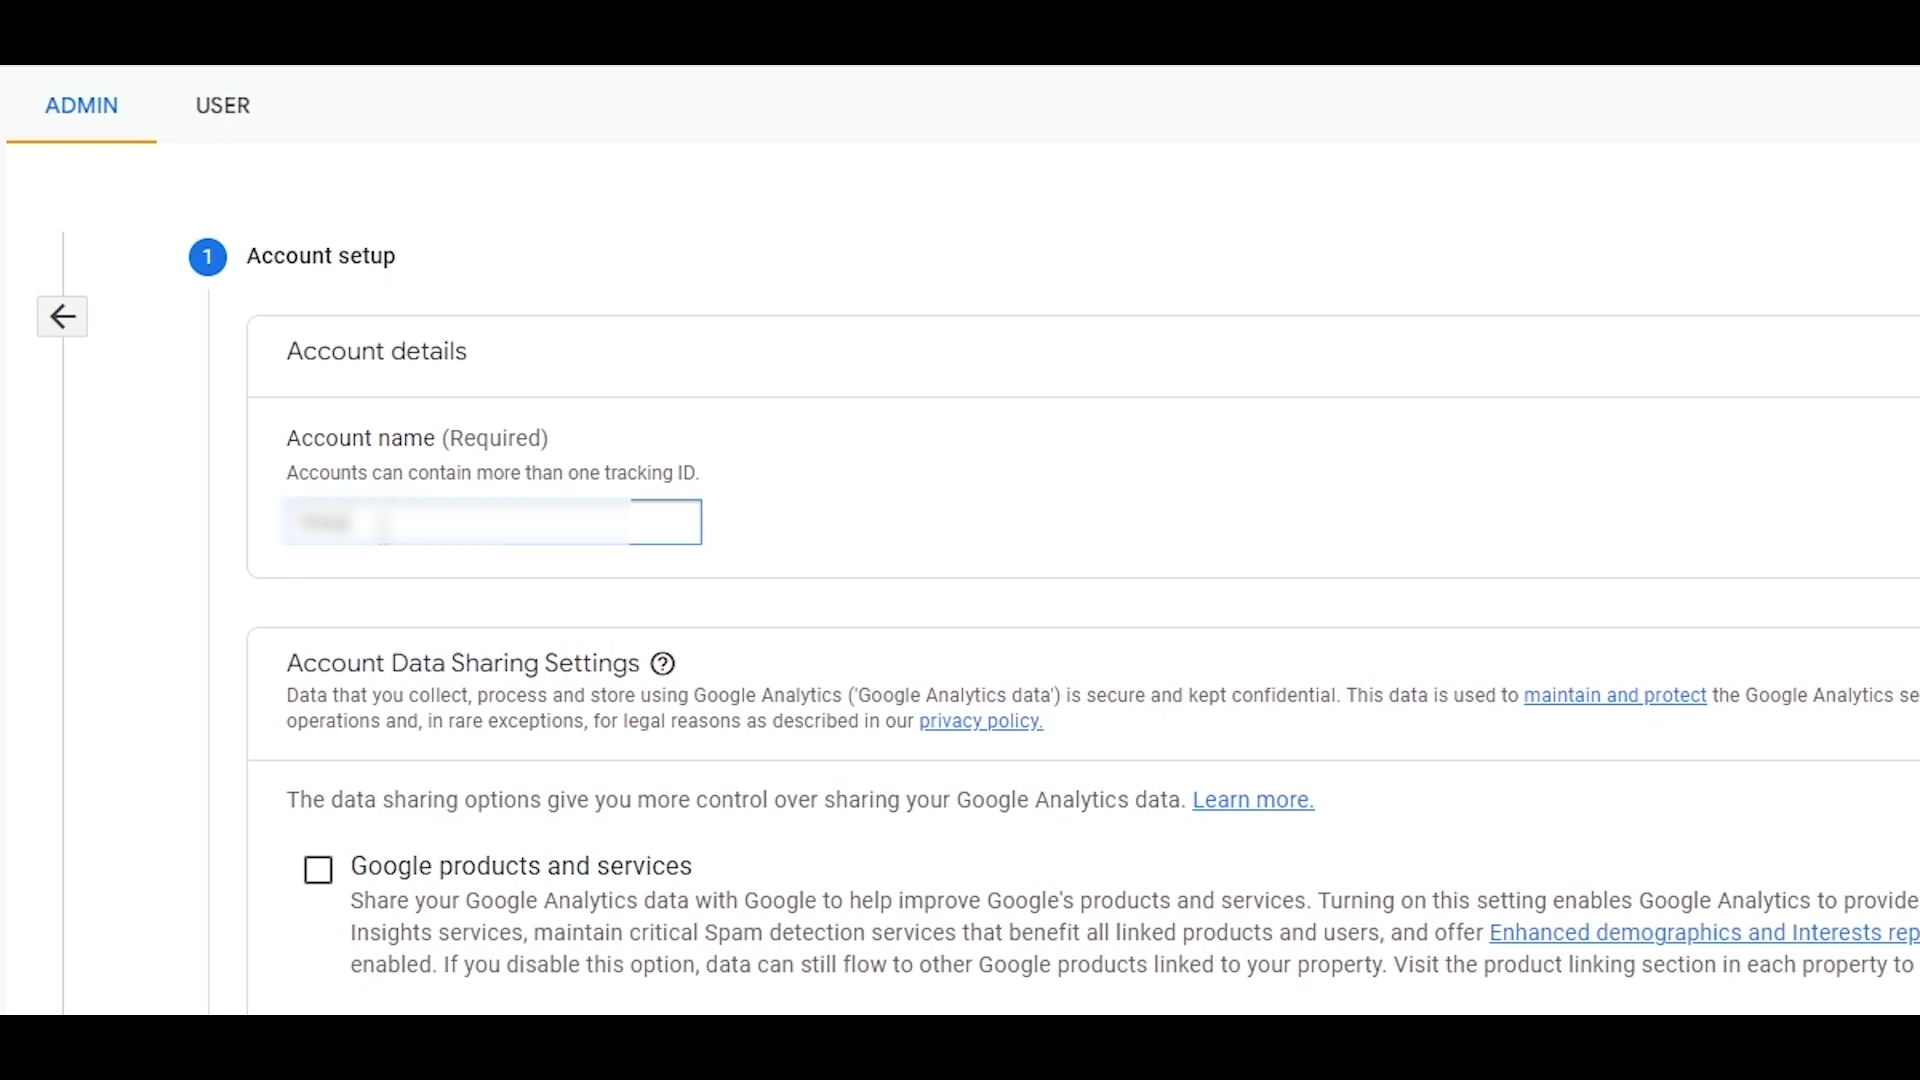 ADMIN USER
1 Account setup
Account details
Account name (Required)
Accounts can contain more than one tracking ID.
Account Data Sharing Settings
Data that you collect, process and store using Google Analytics ('Google Analytics data') is secure and kept confidential. This data is used to maintain and protect the Google Analytics se
operations and, in rare exceptions, for legal reasons as described in our privacy policy.
The data sharing options give you more control over sharing your Google Analytics data. Learn more.
Google products and services
Share your Google Analytics data with Google to help improve Google's products and services. Turning on this setting enables Google Analytics to provide
Insights services, maintain critical Spam detection services that benefit all linked products and users, and offer Enhanced demographics and Interests rep
enabled. If you disable this option, data can still flow to other Google products linked to your property. Visit the product linking section in each property to